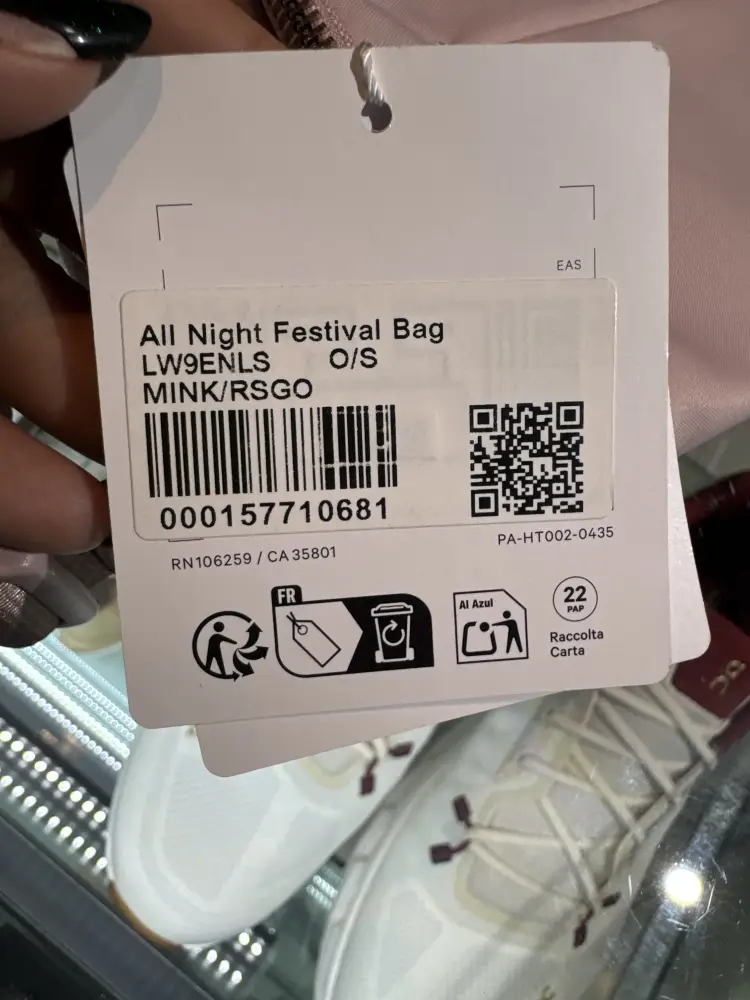 EAS
All Night Festival Bag
LW9ENLS O/S
MINK/RSGO
000157710681
RN106259 / CA 35801
PA-HT002-0435
FR
Al Azul
22
PAP
Raccolta
Carta